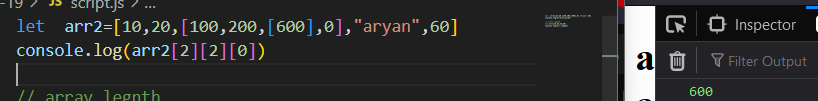 -19 > JS script.js > ...
let arr2=[10,20,[100,200,[600],0],"aryan",60]
console.log(arr2[2][2][0])
// array legnth
a
Inspector
Filter Output
600